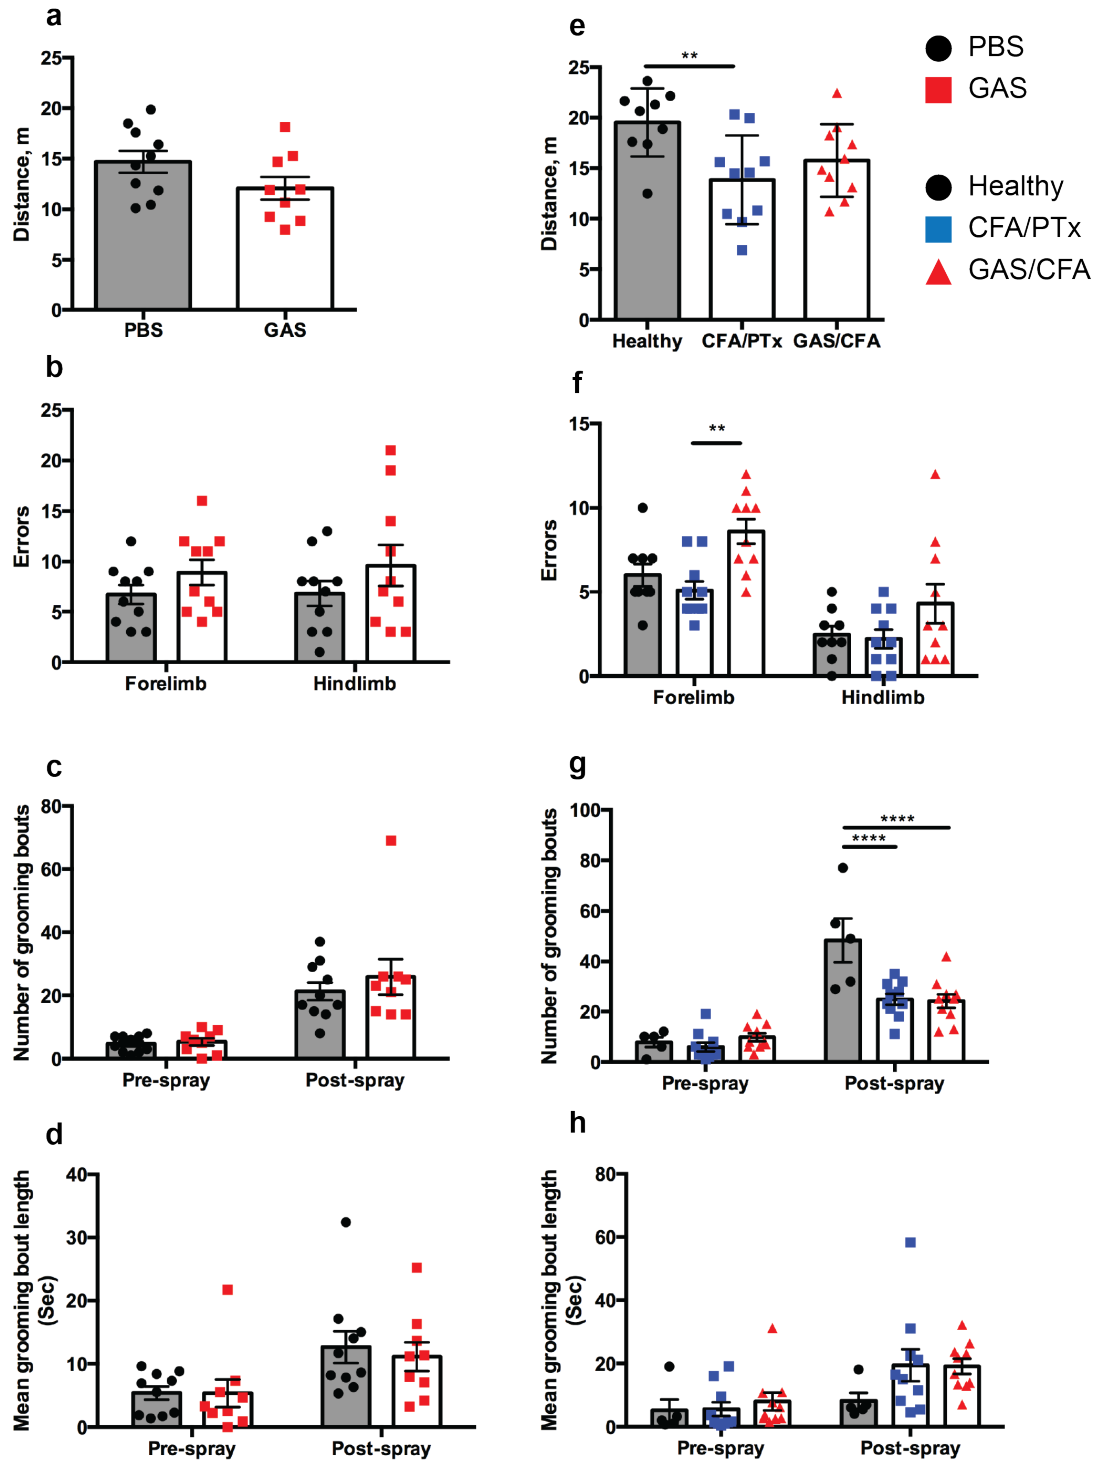 a
25
20
15
10
5
0
Distance, m
PBS
GAS
b
25
20
15
10
5
0
Errors
Forelimb
Hindlimb
c
80
60
40
20
0
Number of grooming bouts
Pre-spray
Post-spray
d
40
30
20
10
0
Mean grooming bout length
(Sec)
Pre-spray
Post-spray
e
25
20
15
10
5
0
Distance, m
**
Healthy
CFA/PTx
GAS/CFA
PBS
GAS
Healthy
CFA/PTx
GAS/CFA
f
15
10
5
0
Errors
**
Forelimb
Hindlimb
g
100
80
60
40
20
0
Number of grooming bouts
****
****
Pre-spray
Post-spray
h
80
60
40
20
0
Mean grooming bout length
(Sec)
Pre-spray
Post-spray